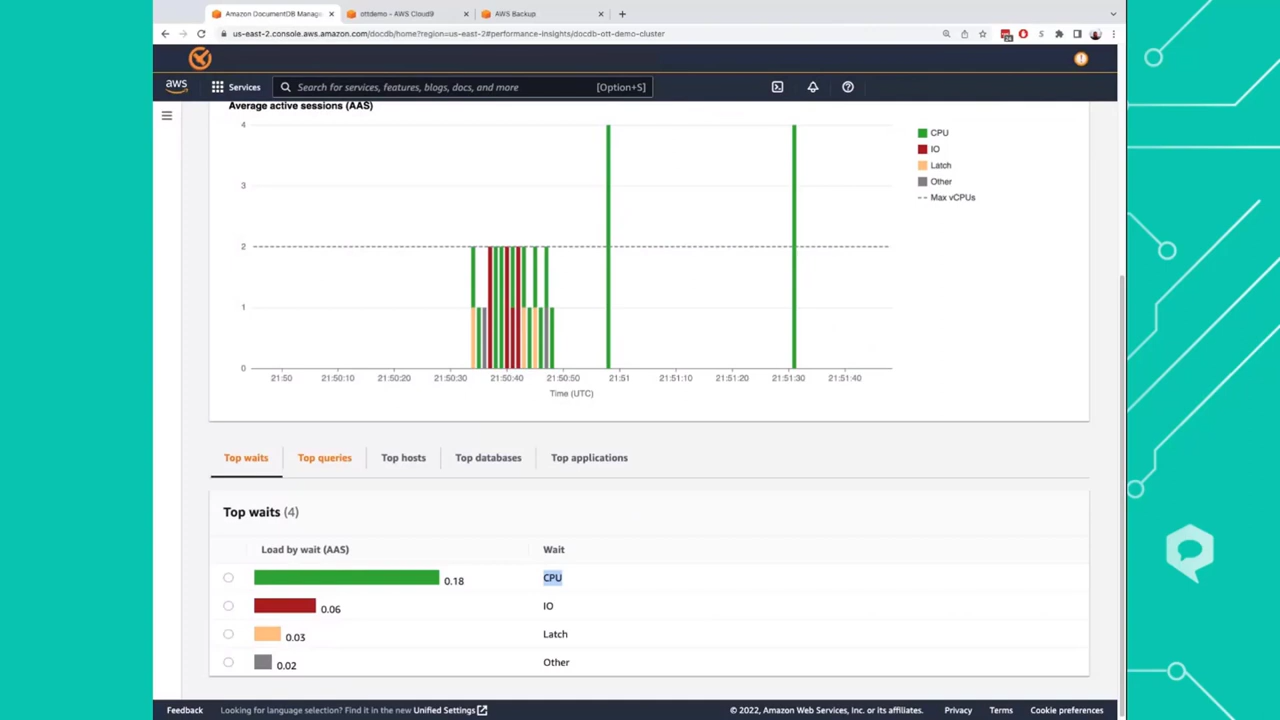 Amazon DocumentDB Manage
ottdemo - AWS Cloud9
AWS Backup
us-east-2.console.aws.amazon.com/docdb/home?region=us-east-2#performance-insights/docdb-ott-demo-cluster
aws
Services
Search for services, features, blogs, docs, and more
[Option+S]
Average active sessions (AAS)
4
3
2
1
0
21:50
21:50:10
21:50:20
21:50:30
21:50:40
21:50:50
21:51
21:51:10
21:51:20
21:51:30
21:51:40
Time (UTC)
CPU
IO
Latch
Other
Max vCPUs
Top waits
Top queries
Top hosts
Top databases
Top applications
Top waits (4)
Load by wait (AAS)
Wait
0.18
CPU
0.06
IO
0.03
Latch
0.02
Other
Feedback
Looking for language selection? Find it in the new Unified Settings
© 2022, Amazon Web Services, Inc. or its affiliates.
Privacy
Terms
Cookie preferences